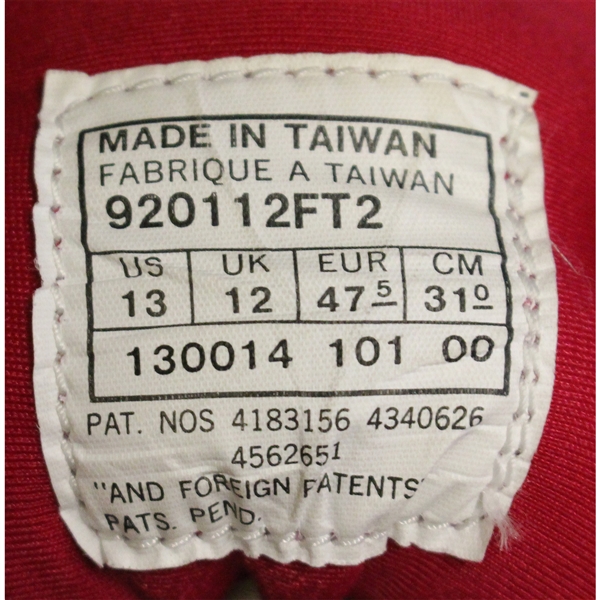 MADE IN TAIWAN
FABRIQUE A TAIWAN
920112FT2
US UK EUR CM
13 12 47 5 31 0
130014 101 00
PAT. NOS 4183156 4340626
4562651
"AND FOREIGN PATENTS
PATS. PEND.